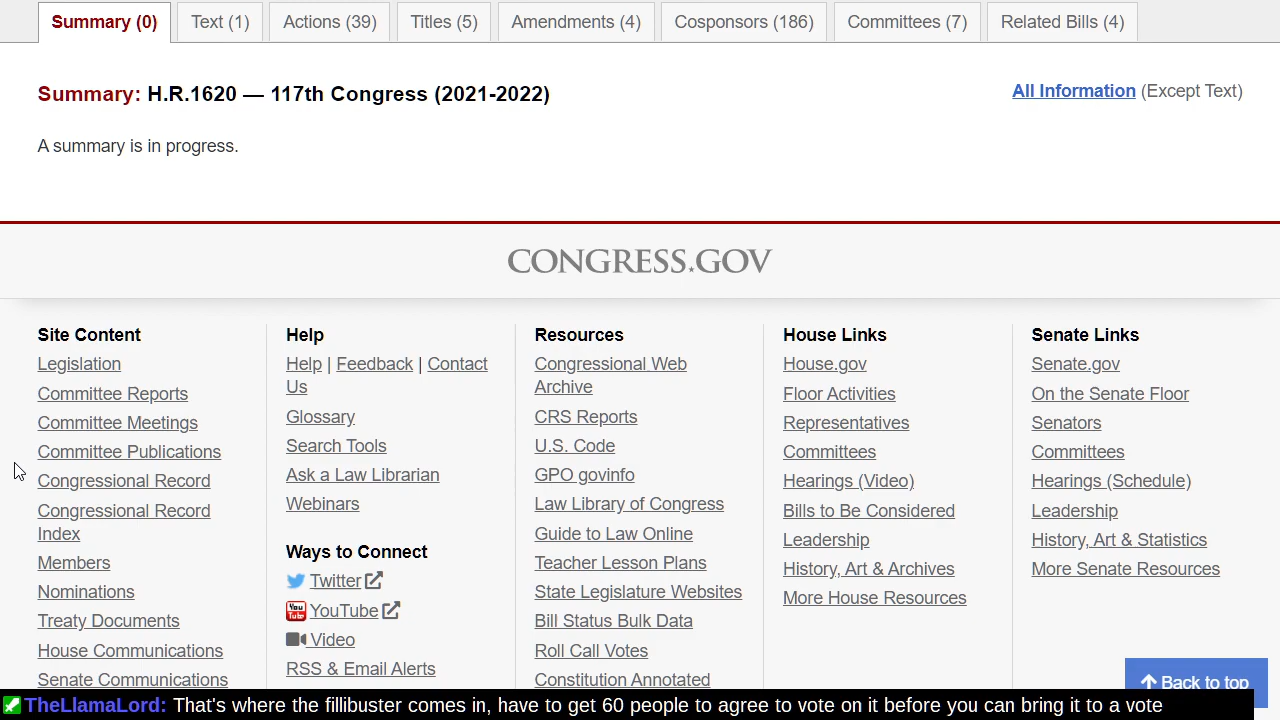 Summary (0) Text (1) Actions (39) Titles (5) Amendments (4) Cosponsors (186) Committees (7) Related Bills (4)
Summary: H.R.1620 — 117th Congress (2021-2022)
All Information (Except Text)
A summary is in progress.
CONGRESS.GOV
Site Content
Legislation
Committee Reports
Committee Meetings
Committee Publications
Congressional Record
Congressional Record
Index
Members
Nominations
Treaty Documents
House Communications
Senate Communications
Help
Help | Feedback | Contact
Us
Glossary
Search Tools
Ask a Law Librarian
Webinars
Ways to Connect
Twitter
You Tube YouTube
Video
RSS & Email Alerts
Resources
Congressional Web
Archive
CRS Reports
U.S. Code
GPO govinfo
Law Library of Congress
Guide to Law Online
Teacher Lesson Plans
State Legislature Websites
Bill Status Bulk Data
Roll Call Votes
Constitution Annotated
House Links
House.gov
Floor Activities
Representatives
Committees
Hearings (Video)
Bills to Be Considered
Leadership
History, Art & Archives
More House Resources
Senate Links
Senate.gov
On the Senate Floor
Senators
Committees
Hearings (Schedule)
Leadership
History, Art & Statistics
More Senate Resources
Back to top
TheLlamaLord: That's where the fillibuster comes in, have to get 60 people to agree to vote on it before you can bring it to a vote